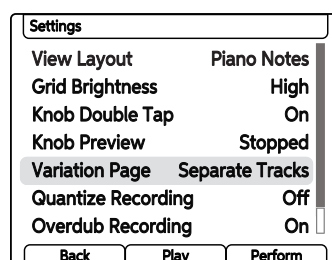 Settings
View Layout Piano Notes
Grid Brightness High
Knob Double Tap On
Knob Preview Stopped
Variation Page Separate Tracks
Quantize Recording Off
Overdub Recording On
Back Play Perform